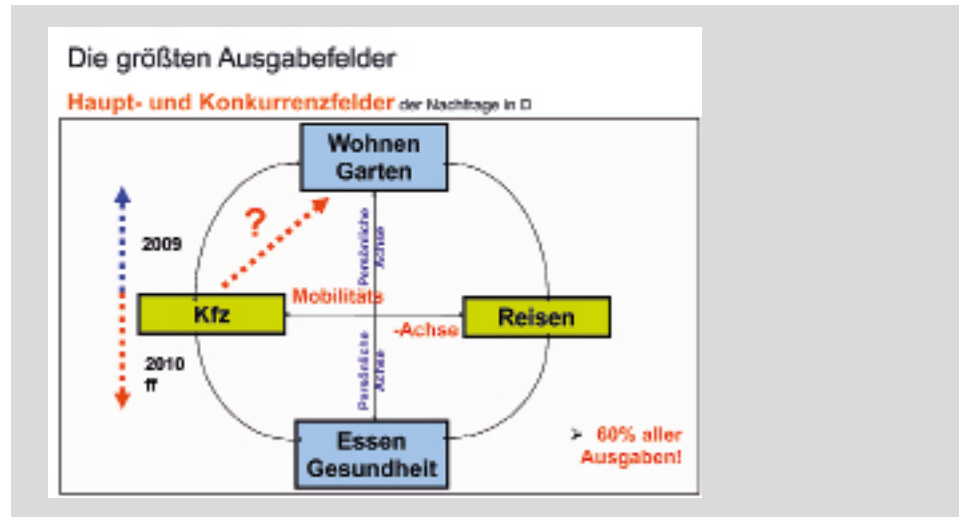 Die größten Ausgabefelder
Haupt- und Konkurrenzfelder der Nachfrage in D
Wohnen
Garten
?
2009
Persönliche
Achse
Kfz
Mobilitäts
-Achse
Reisen
2010
ff
Persönliche
Achse
Essen
Gesundheit
➢ 60% aller
Ausgaben!